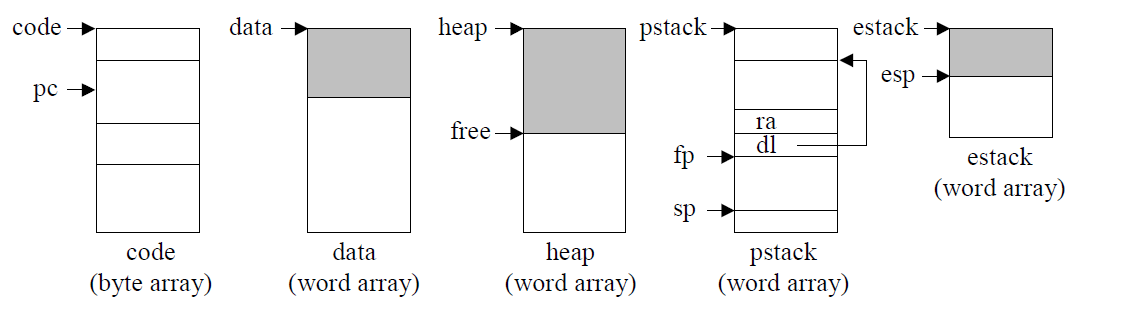 code
pc
code
(byte array)
data
data
(word array)
heap
free
heap
(word array)
pstack
ra
dl
fp
sp
pstack
(word array)
estack
esp
estack
(word array)